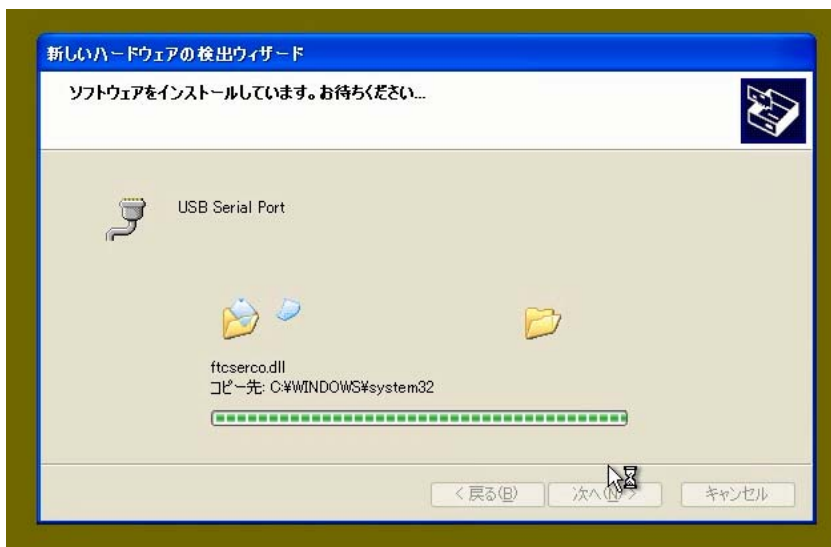 新しいハードウェアの検出ウィザード
ソフトウェアをインストールしています。お待ちください...
USB Serial Port
ftcserco.dll
コピー先: C:¥WINDOWS¥system32
< 戻る(B) 次へ(N) > キャンセル